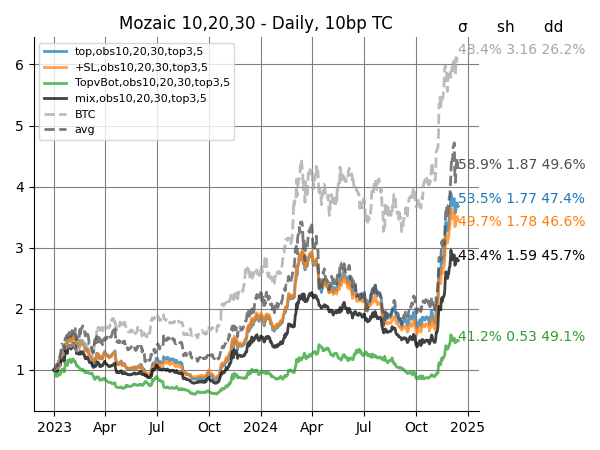 Mozaic 10,20,30 - Daily, 10bp TC
σ sh dd
top,obs10,20,30,top3,5
+SL,obs10,20,30,top3,5
TopvBot,obs10,20,30,top3,5
mix,obs10,20,30,top3,5
BTC
avg
48.4% 3.16 26.2%
58.9% 1.87 49.6%
53.5% 1.77 47.4%
49.7% 1.78 46.6%
43.4% 1.59 45.7%
41.2% 0.53 49.1%
6
5
4
3
2
1
2023 Apr Jul Oct 2024 Apr Jul Oct 2025